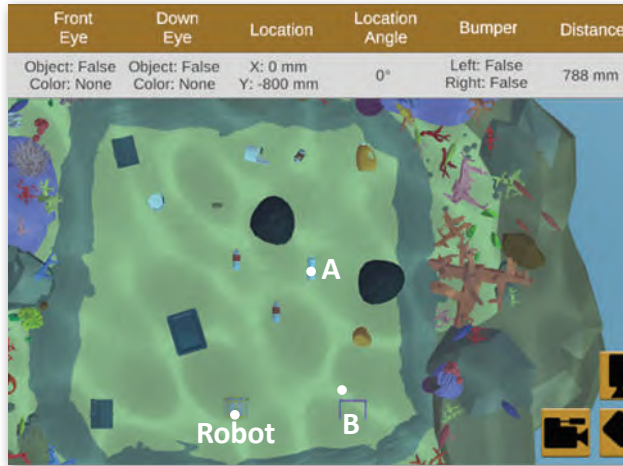 Front Eye
Down Eye
Location
Location Angle
Bumper
Distance
Object: False
Color: None
Object: False
Color: None
X: 0 mm
Y: -800 mm
0°
Left: False
Right: False
788 mm
A
B
Robot